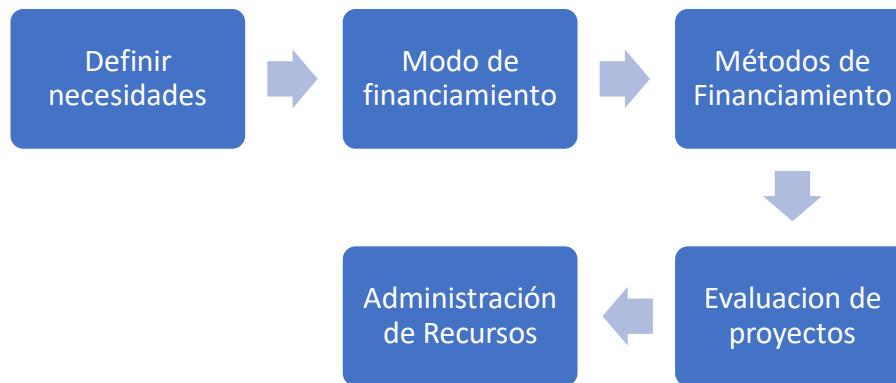 Definir
necesidades
Modo de
financiamiento
Métodos de
Financiamiento
Evaluacion de
proyectos
Administración
de Recursos